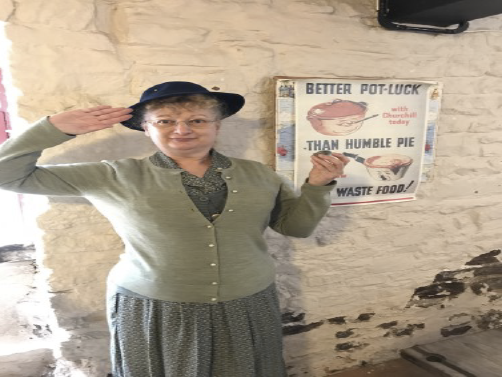 BETTER POT-LUCK
with
Churchill
today
THAN HUMBLE PIE
WASTE FOOD!